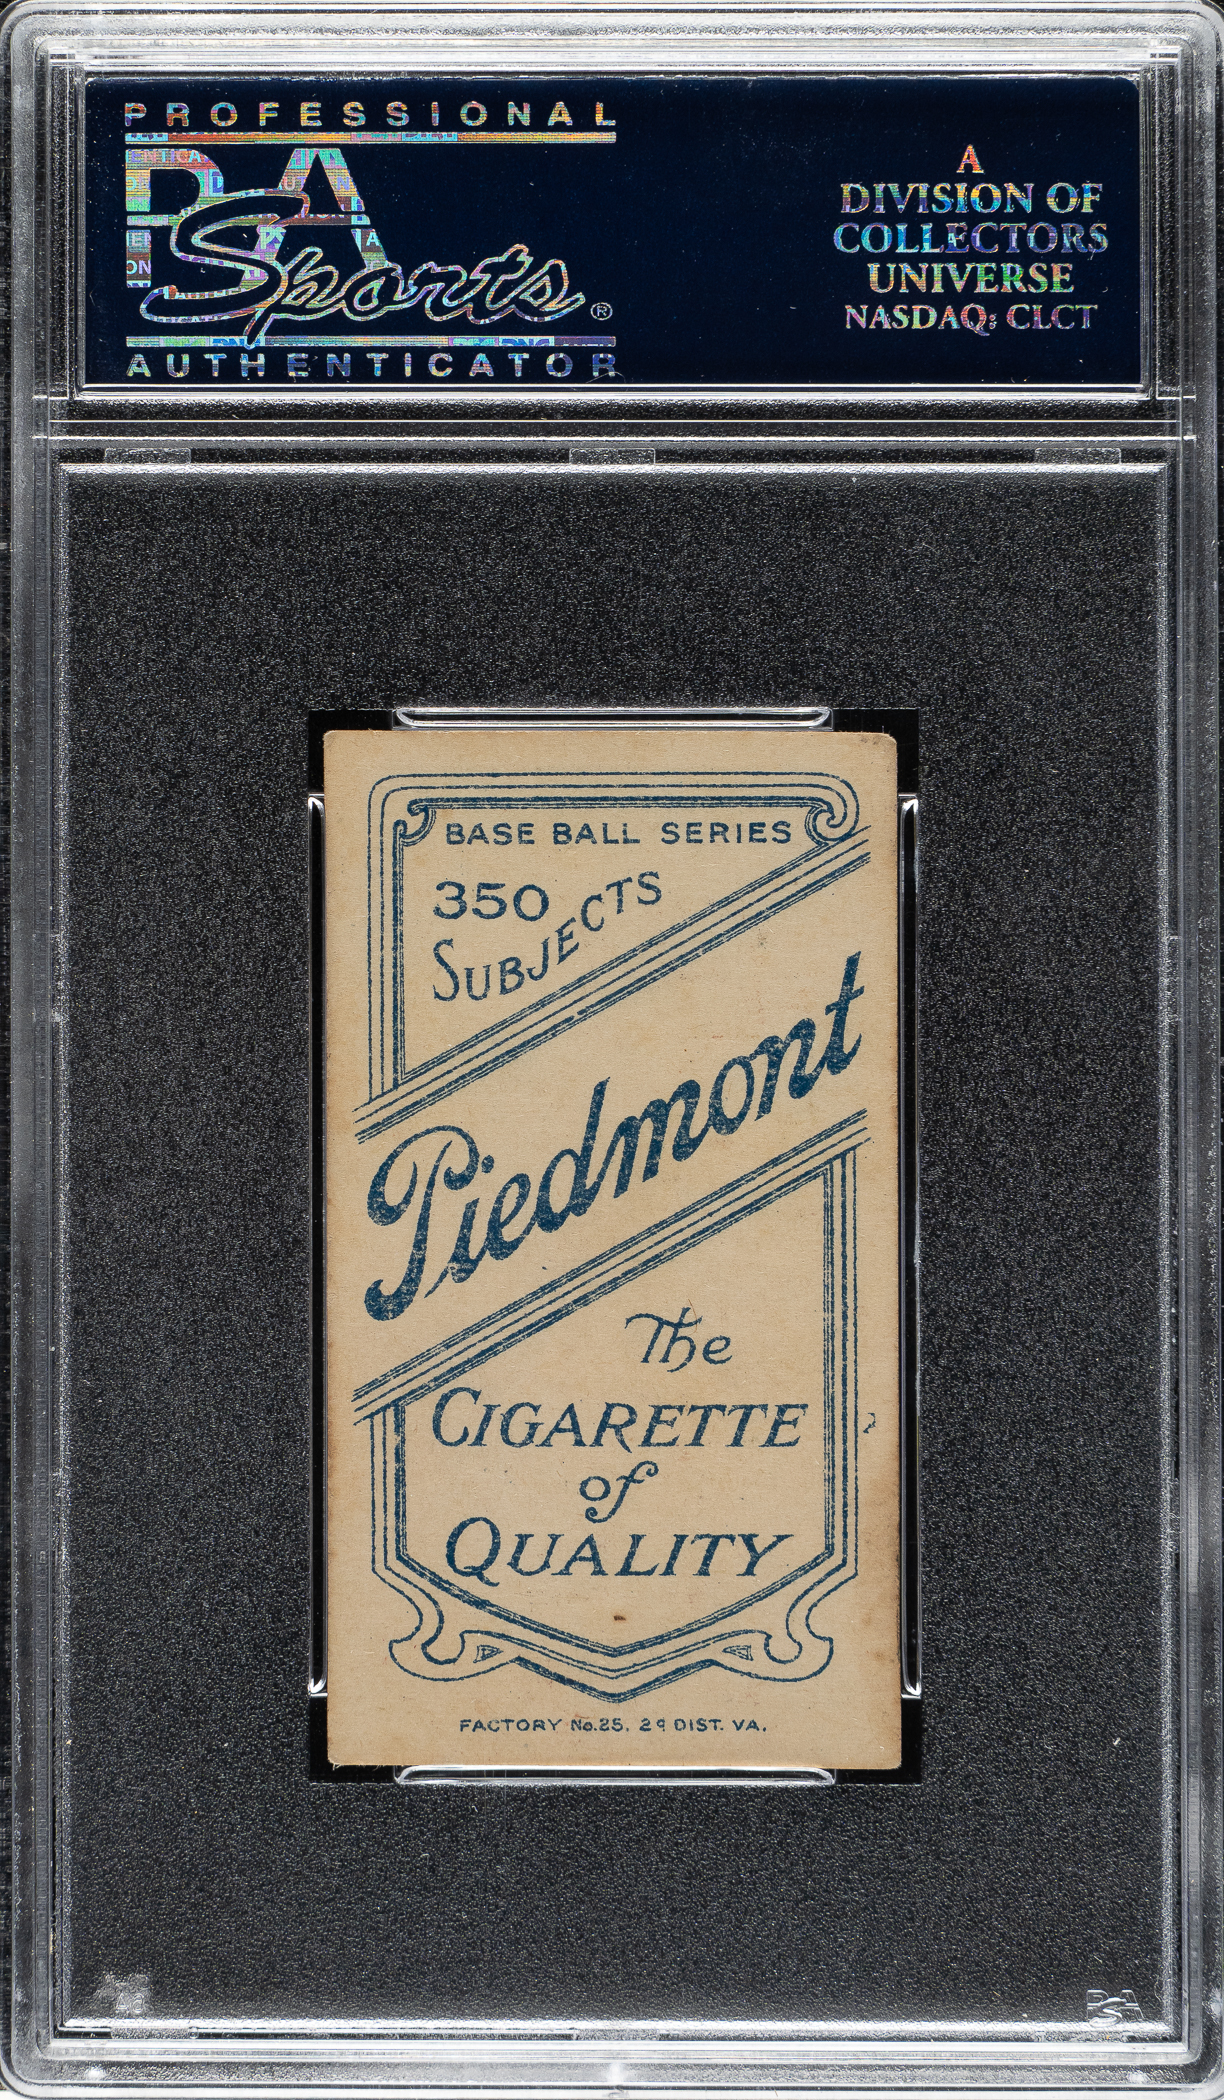 PROFESSIONAL
PSA
Sports®
AUTHENTICATOR
A
DIVISION OF
COLLECTORS
UNIVERSE
NASDAQ: CLCT
BASE BALL SERIES
350
SUBJECTS
Piedmont
The
CIGARETTE
of
QUALITY
FACTORY No. 25. 2d DIST. VA.
PSA